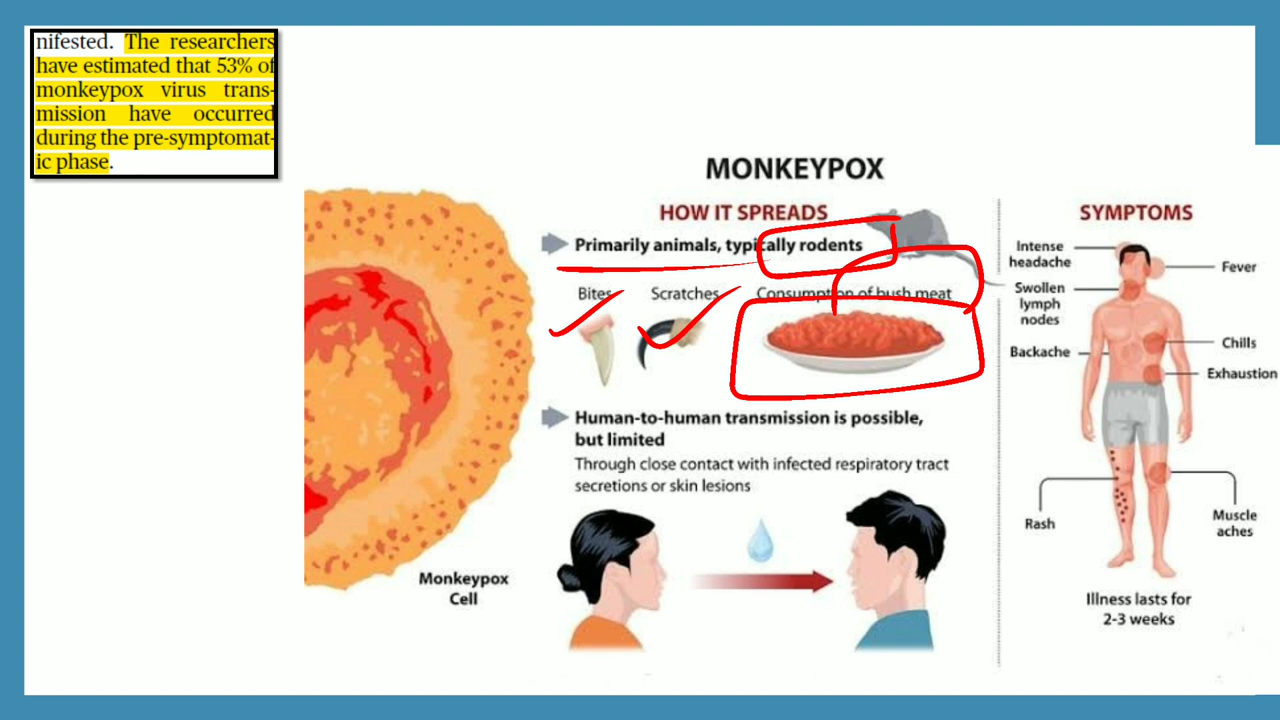 nifested. The researchers
have estimated that 53% of
monkeypox virus trans-
mission have occurred
during the pre-symptomat-
ic phase.
MONKEYPOX
HOW IT SPREADS
Primarily animals, typically rodents
Bites
Scratches
Consumption of bush meat
Human-to-human transmission is possible,
but limited
Through close contact with infected respiratory tract
secretions or skin lesions
Monkeypox
Cell
SYMPTOMS
Intense
headache
Fever
Swollen
lymph
nodes
Chills
Backache
Exhaustion
Rash
Muscle
aches
Illness lasts for
2-3 weeks